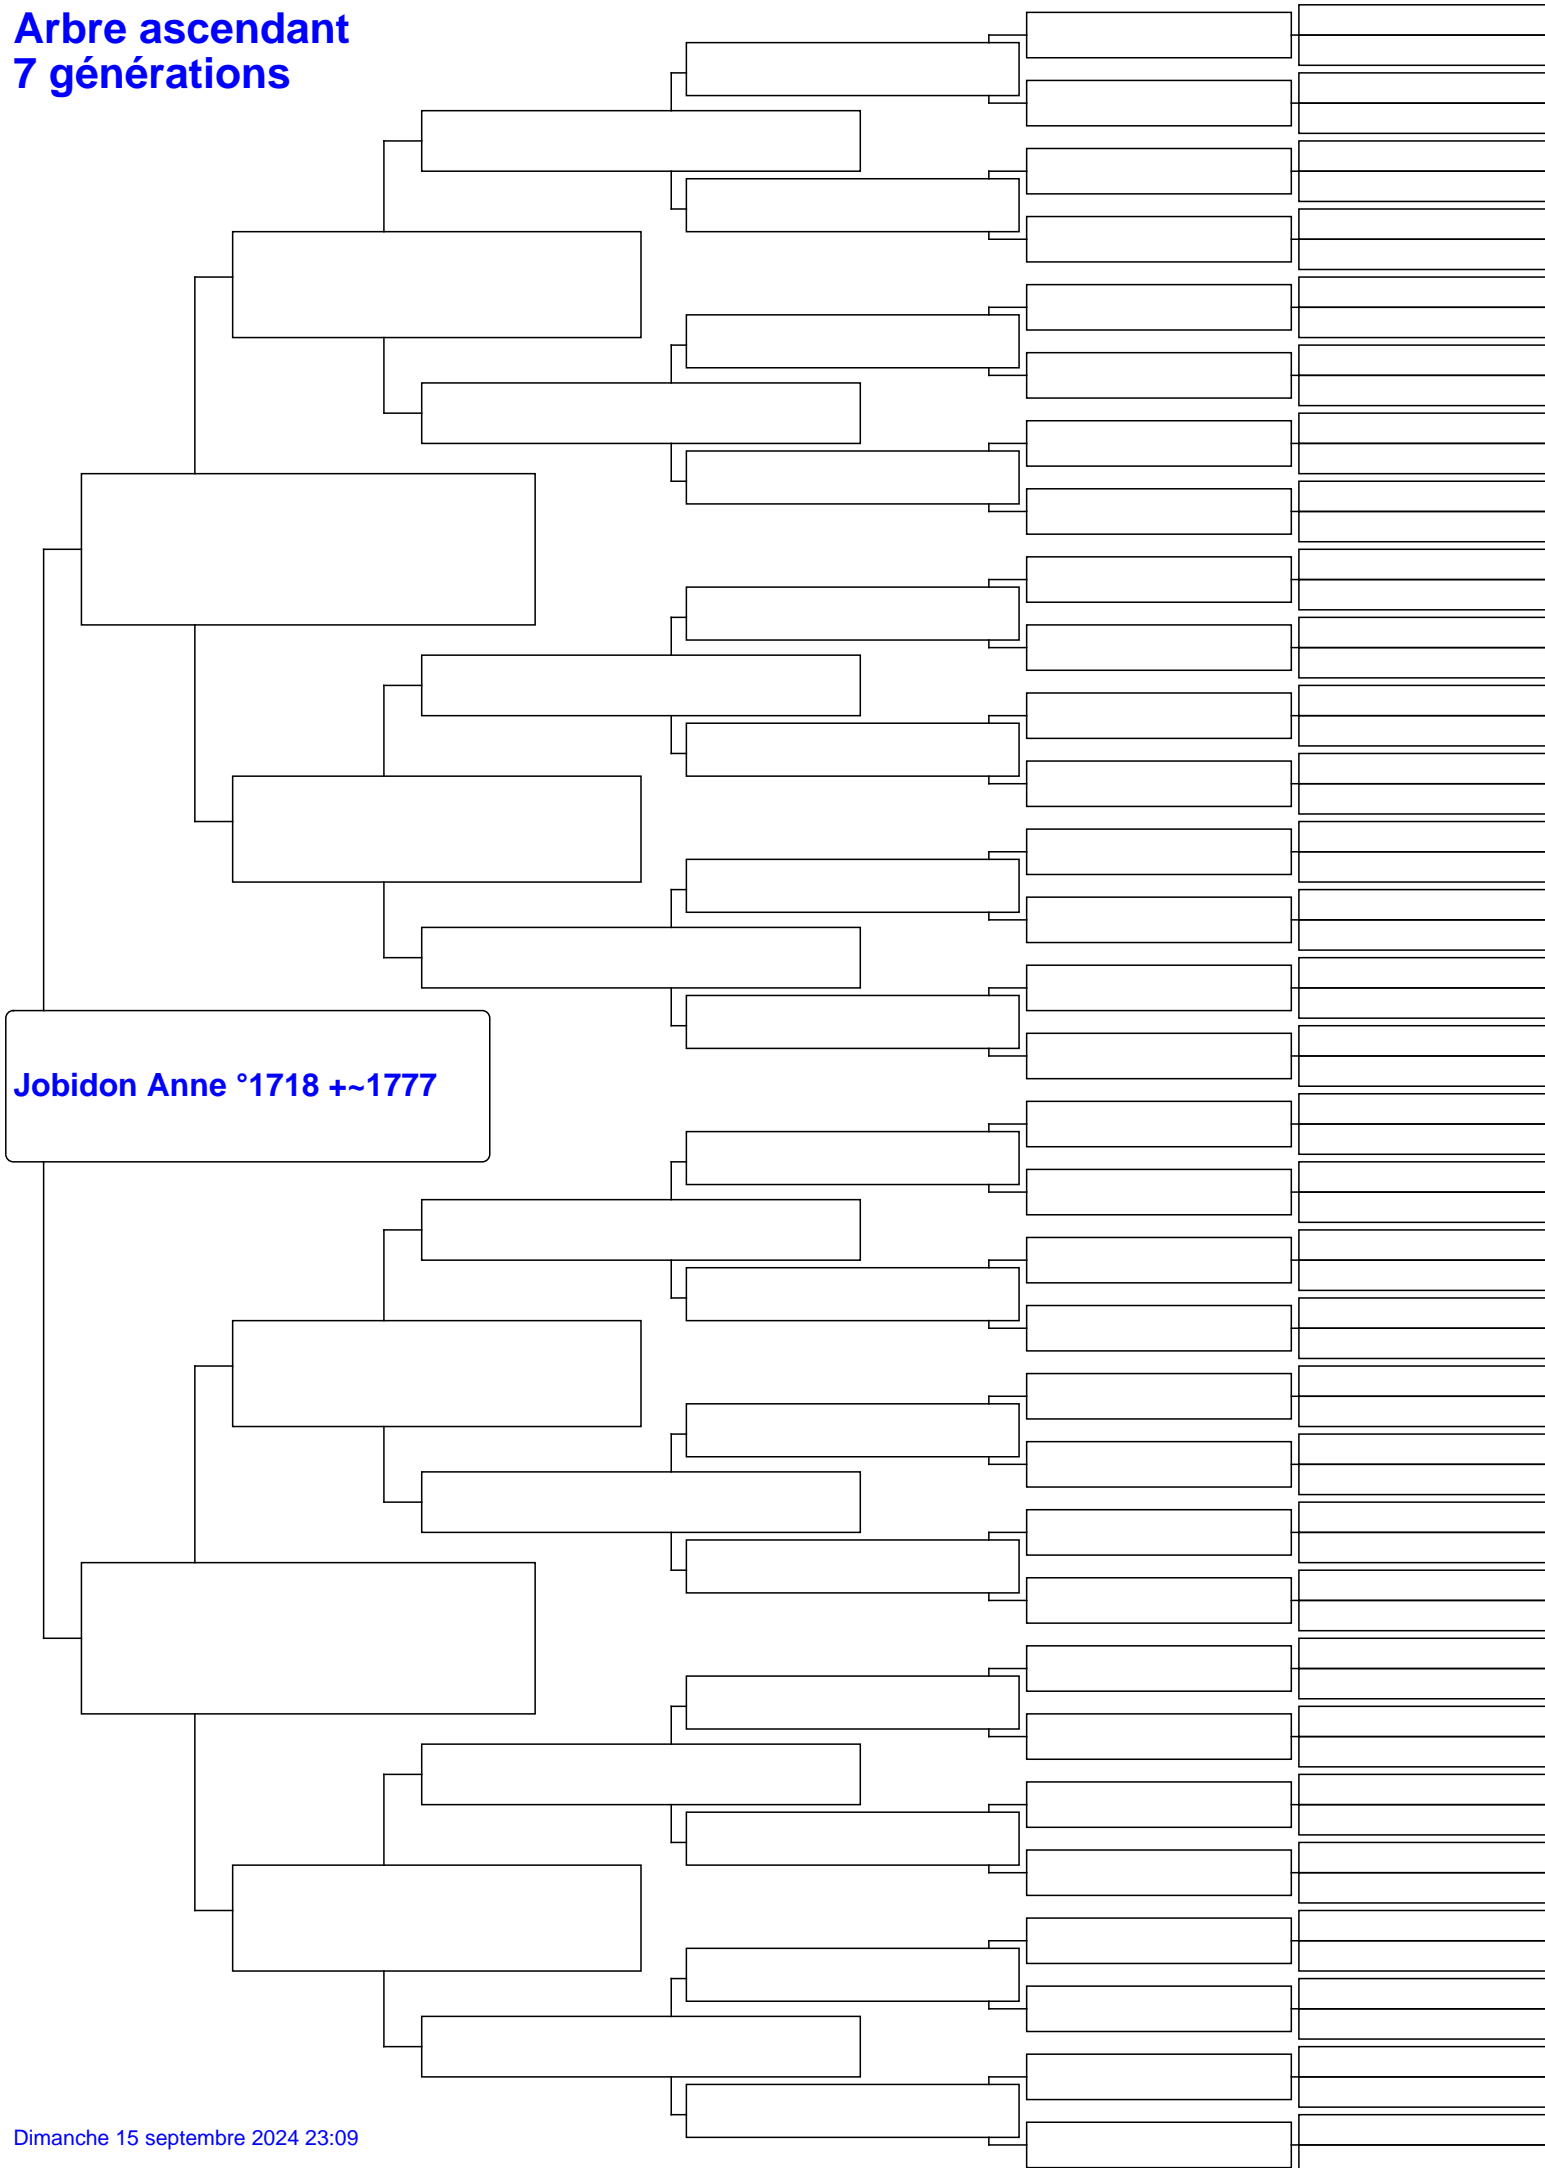 Arbre ascendant
7 générations
Jobidon Anne °1718 +~1777
Dimanche 15 septembre 2024 23:09